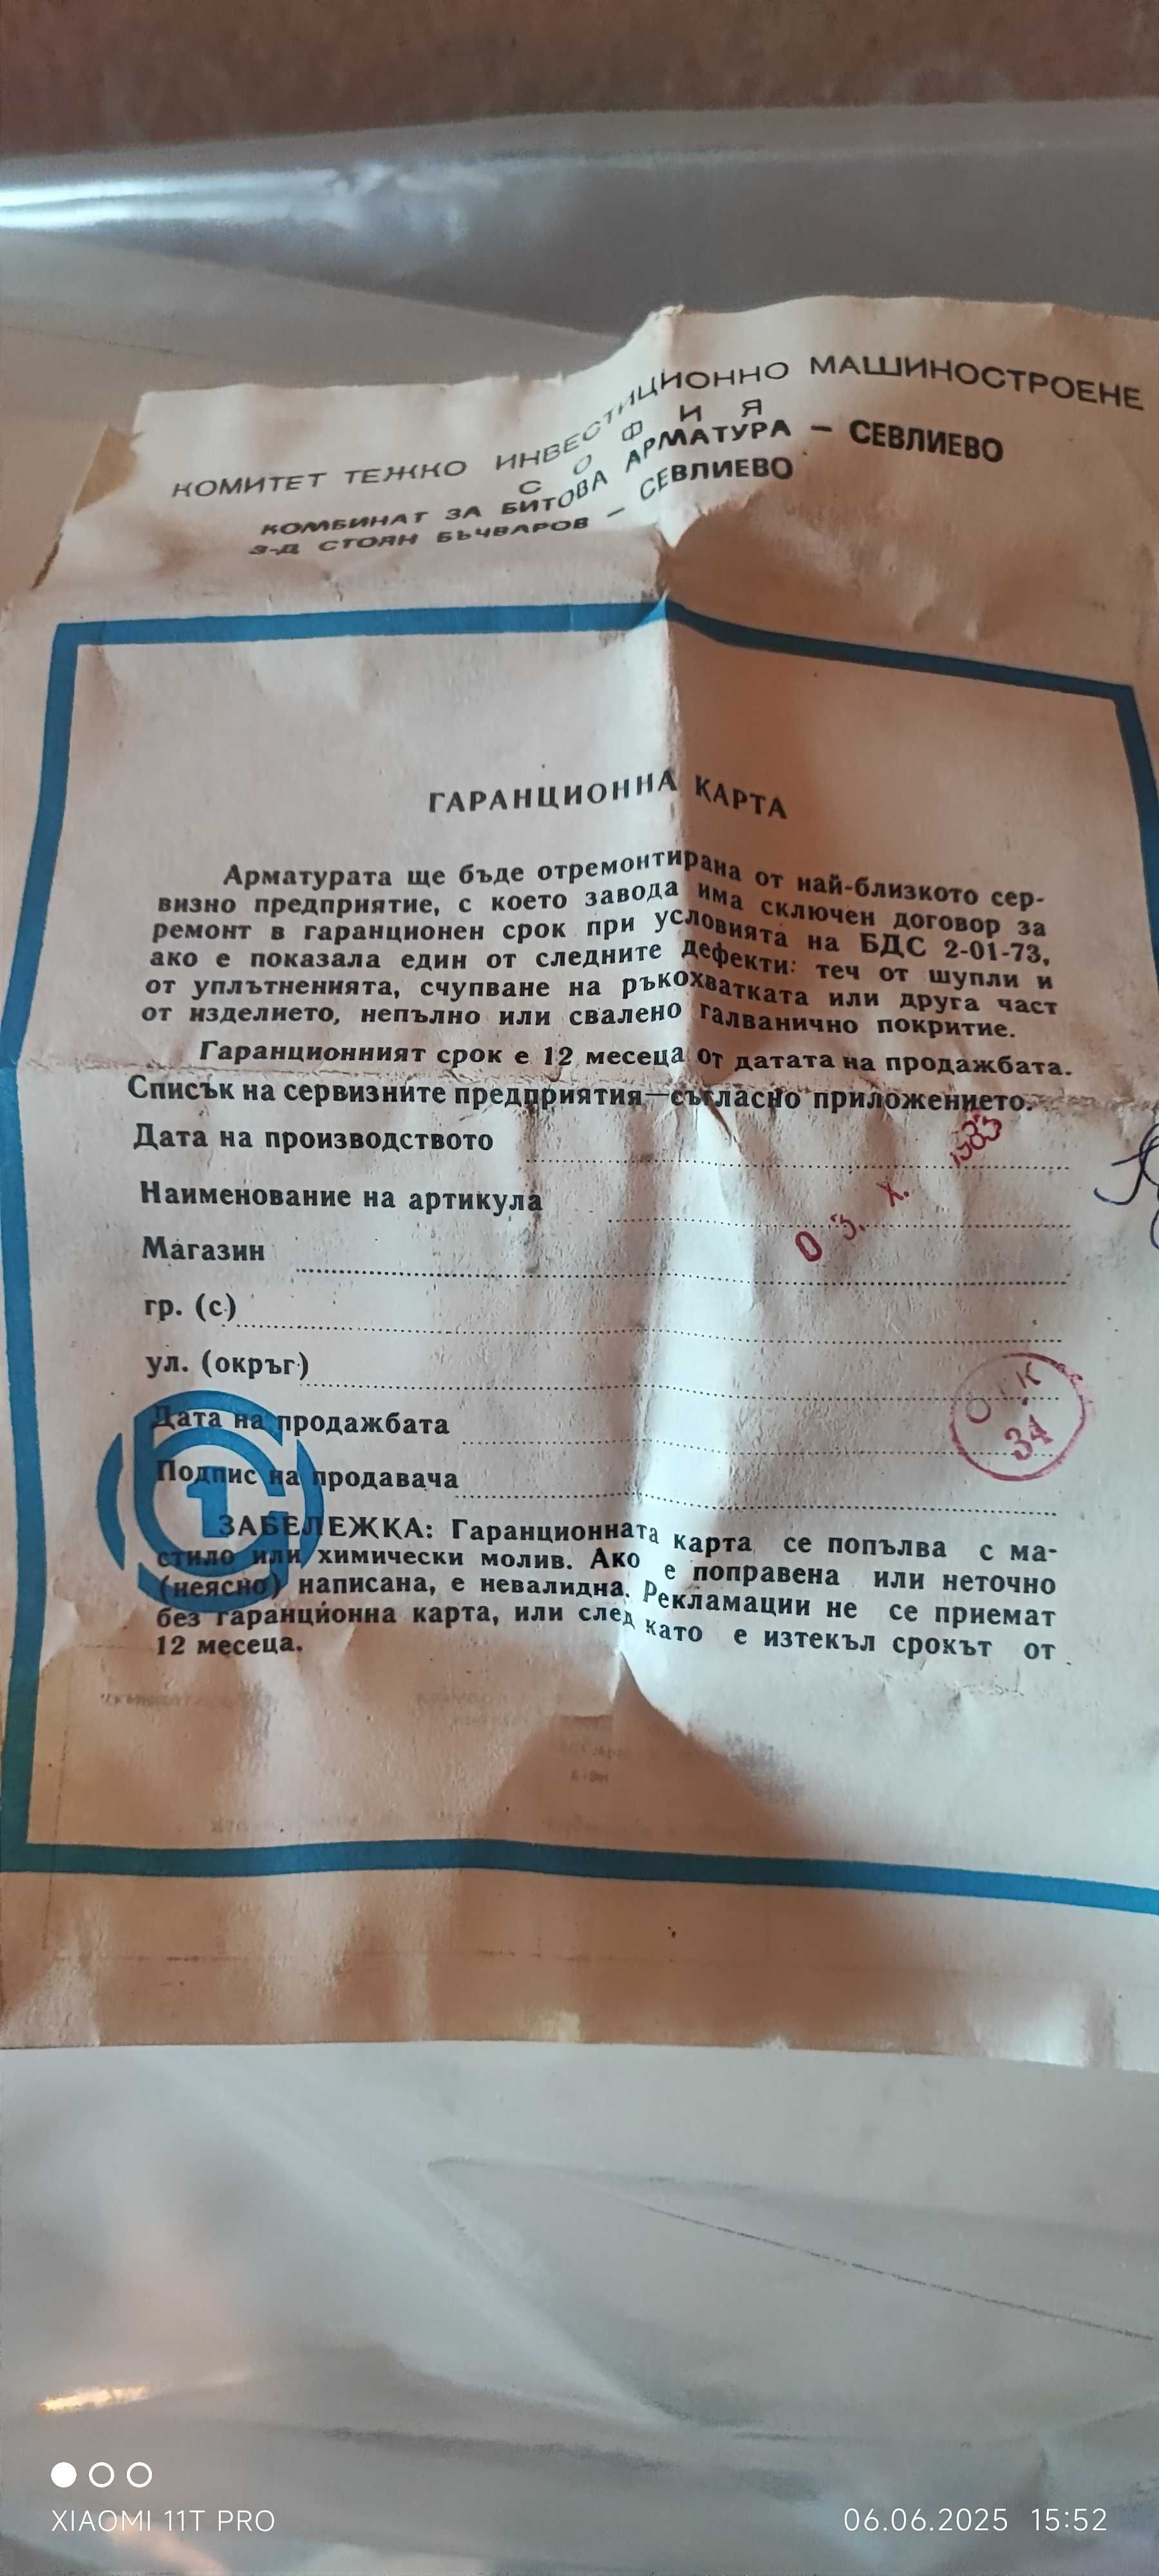 КОМИТЕТ ТЕЖКО ИНВЕСТИЦИОННО МАШИНОСТРОЕНЕ
СОФИЯ
КОМБИНАТ ЗА БИТОВА АРМАТУРА – СЕВЛИЕВО
З-Д СТОЯН БЪЧВАРОВ – СЕВЛИЕВО
ГАРАНЦИОННА КАРТА
Арматурата ще бъде отремонтирана от най-близкото сер-
визно предприятие, с което завода има сключен договор за
ремонт в гаранционен срок при условията на БДС 2-01-73,
ако е показала един от следните дефекти: теч от шупли и
от уплътненията, счупване на ръкохватката или друга част
от изделието, непълно или свалено галванично покритие.
Гаранционният срок е 12 месеца от датата на продажбата.
Списък на сервизните предприятия—съгласно приложението.
Дата на производството
03. X. 1983
Наименование на артикула
Магазин
гр. (с)
ул. (окръг)
О.К
34
Дата на продажбата
Подпис на продавача
1
ЗАБЕЛЕЖКА: Гаранционната карта се попълва с ма-
стило или химически молив. Ако е поправена или неточно
(неясно) написана, е невалидна. Рекламации не се приемат
без гаранционна карта, или след като е изтекъл срокът от
12 месеца.
XIAOMI 11T PRO
06.06.2025 15:52